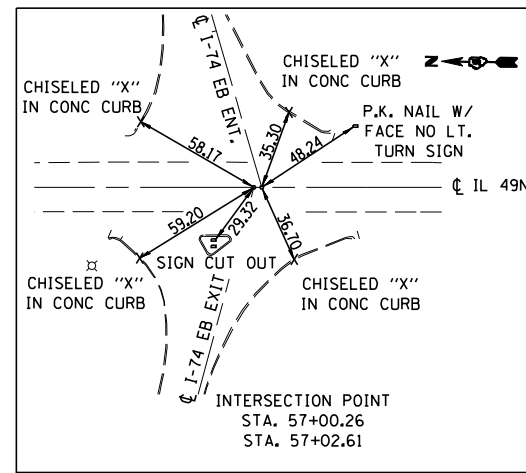 ℄ I-74 EB ENT.
CHISELED "X"
IN CONC CURB
CHISELED "X"
IN CONC CURB
N
P.K. NAIL W/
FACE NO LT.
TURN SIGN
58.17
35.30
48.24
℄ IL 49N
59.20
29.32
36.70
SIGN CUT OUT
CHISELED "X"
IN CONC CURB
CHISELED "X"
IN CONC CURB
℄ I-74 EB EXIT
INTERSECTION POINT
STA. 57+00.26
STA. 57+02.61